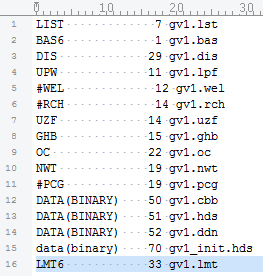 0 10 20 30
1 LIST 7 gv1.lst
2 BAS6 1 gv1.bas
3 DIS 29 gv1.dis
4 UPW 11 gv1.lpf
5 #WEL 12 gv1.wel
6 #RCH 14 gv1.rch
7 UZF 14 gv1.uzf
8 GHB 15 gv1.ghb
9 OC 22 gv1.oc
10 NWT 19 gv1.nwt
11 #PCG 19 gv1.pcg
12 DATA(BINARY) 50 gv1.cbb
13 DATA(BINARY) 51 gv1.hds
14 DATA(BINARY) 52 gv1.ddn
15 data(binary) 70 gv1_init.hds
16 LMT6 33 gv1.lmt